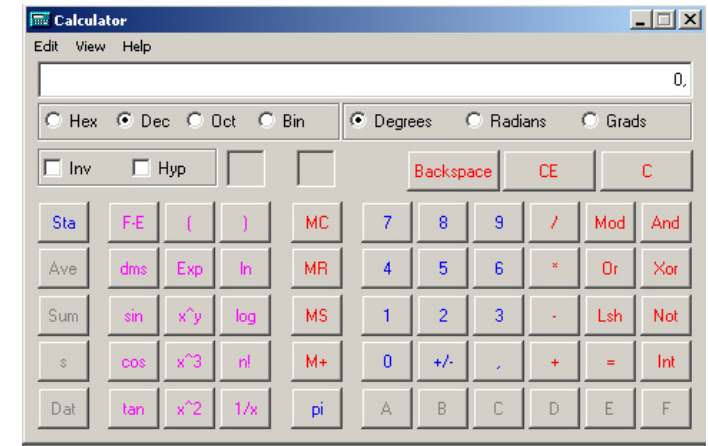 Calculator
Edit View Help
0,
Hex Dec Oct Bin Degrees Radians Grads
Inv Hyp Backspace CE C
Sta F-E ( ) MC 7 8 9 / Mod And
Ave dms Exp ln MR 4 5 6 * Or Xor
Sum sin x^y log MS 1 2 3 - Lsh Not
s cos x^3 n! M+ 0 +/- , + = Int
Dat tan x^2 1/x pi A B C D E F